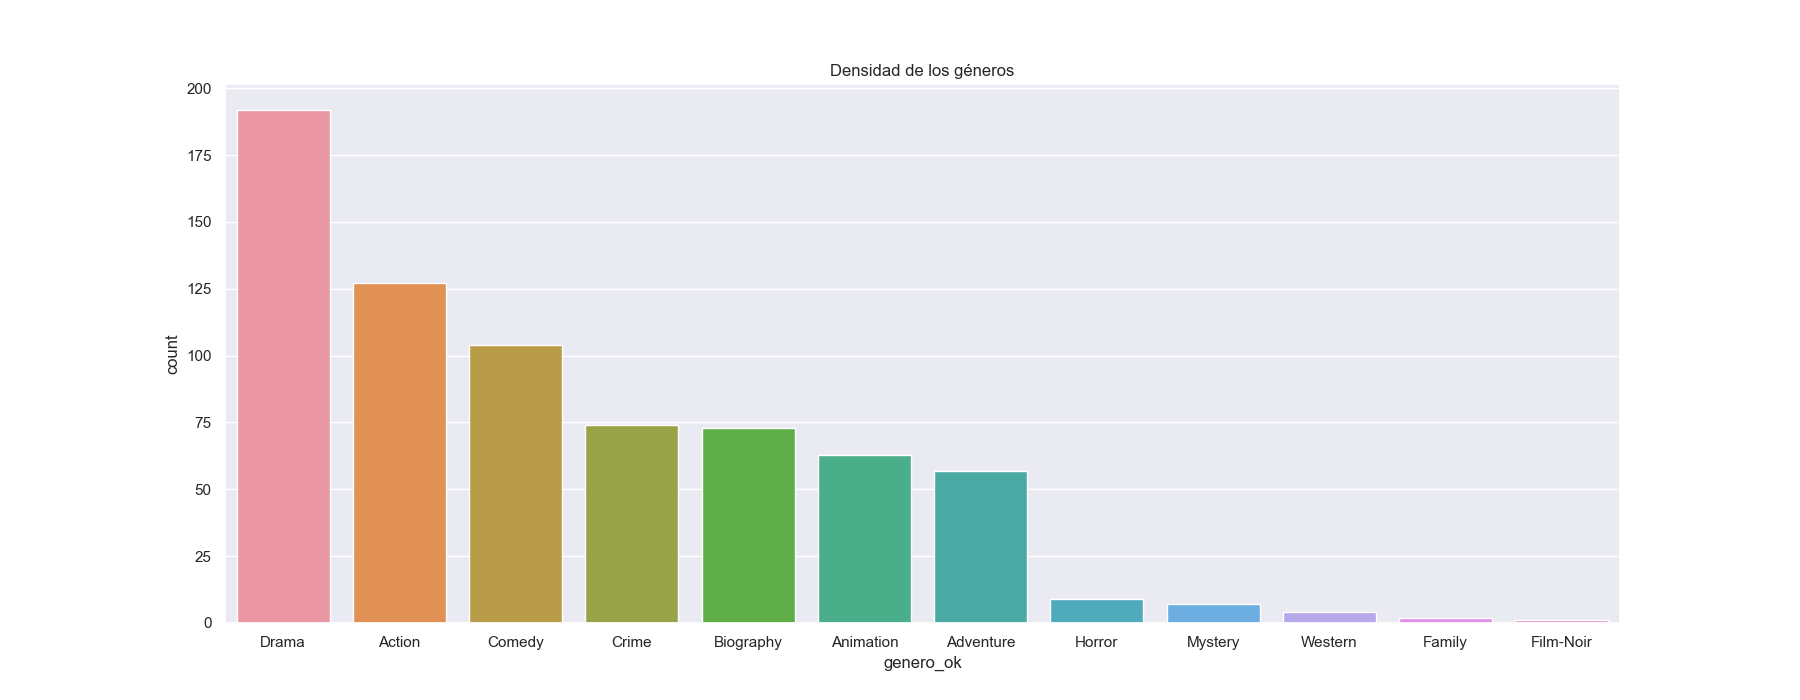 Densidad de los géneros
200
175
150
125
100
75
50
25
0
count
Drama Action Comedy Crime Biography Animation Adventure Horror Mystery Western Family Film-Noir
genero_ok